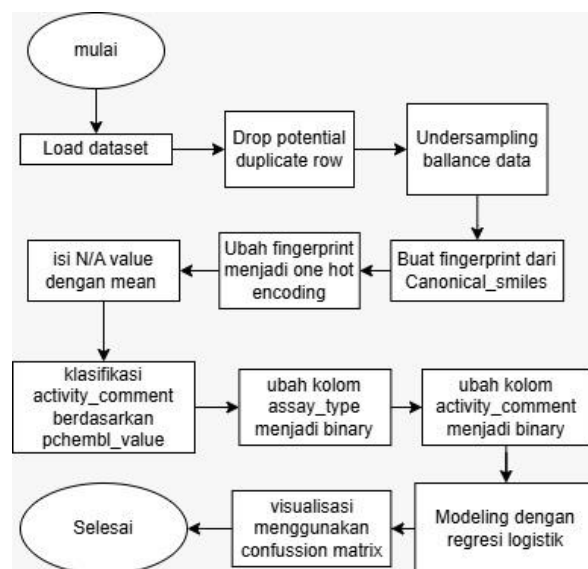 mulai
Load dataset
Drop potential
duplicate row
Undersampling
ballance data
Buat fingerprint dari
Canonical_smiles
Ubah fingerprint
menjadi one hot
encoding
isi N/A value
dengan mean
klasifikasi
activity_comment
berdasarkan
pchembl_value
ubah kolom
assay_type
menjadi binary
ubah kolom
activity_comment
menjadi binary
Modeling dengan
regresi logistik
visualisasi
menggunakan
confussion matrix
Selesai